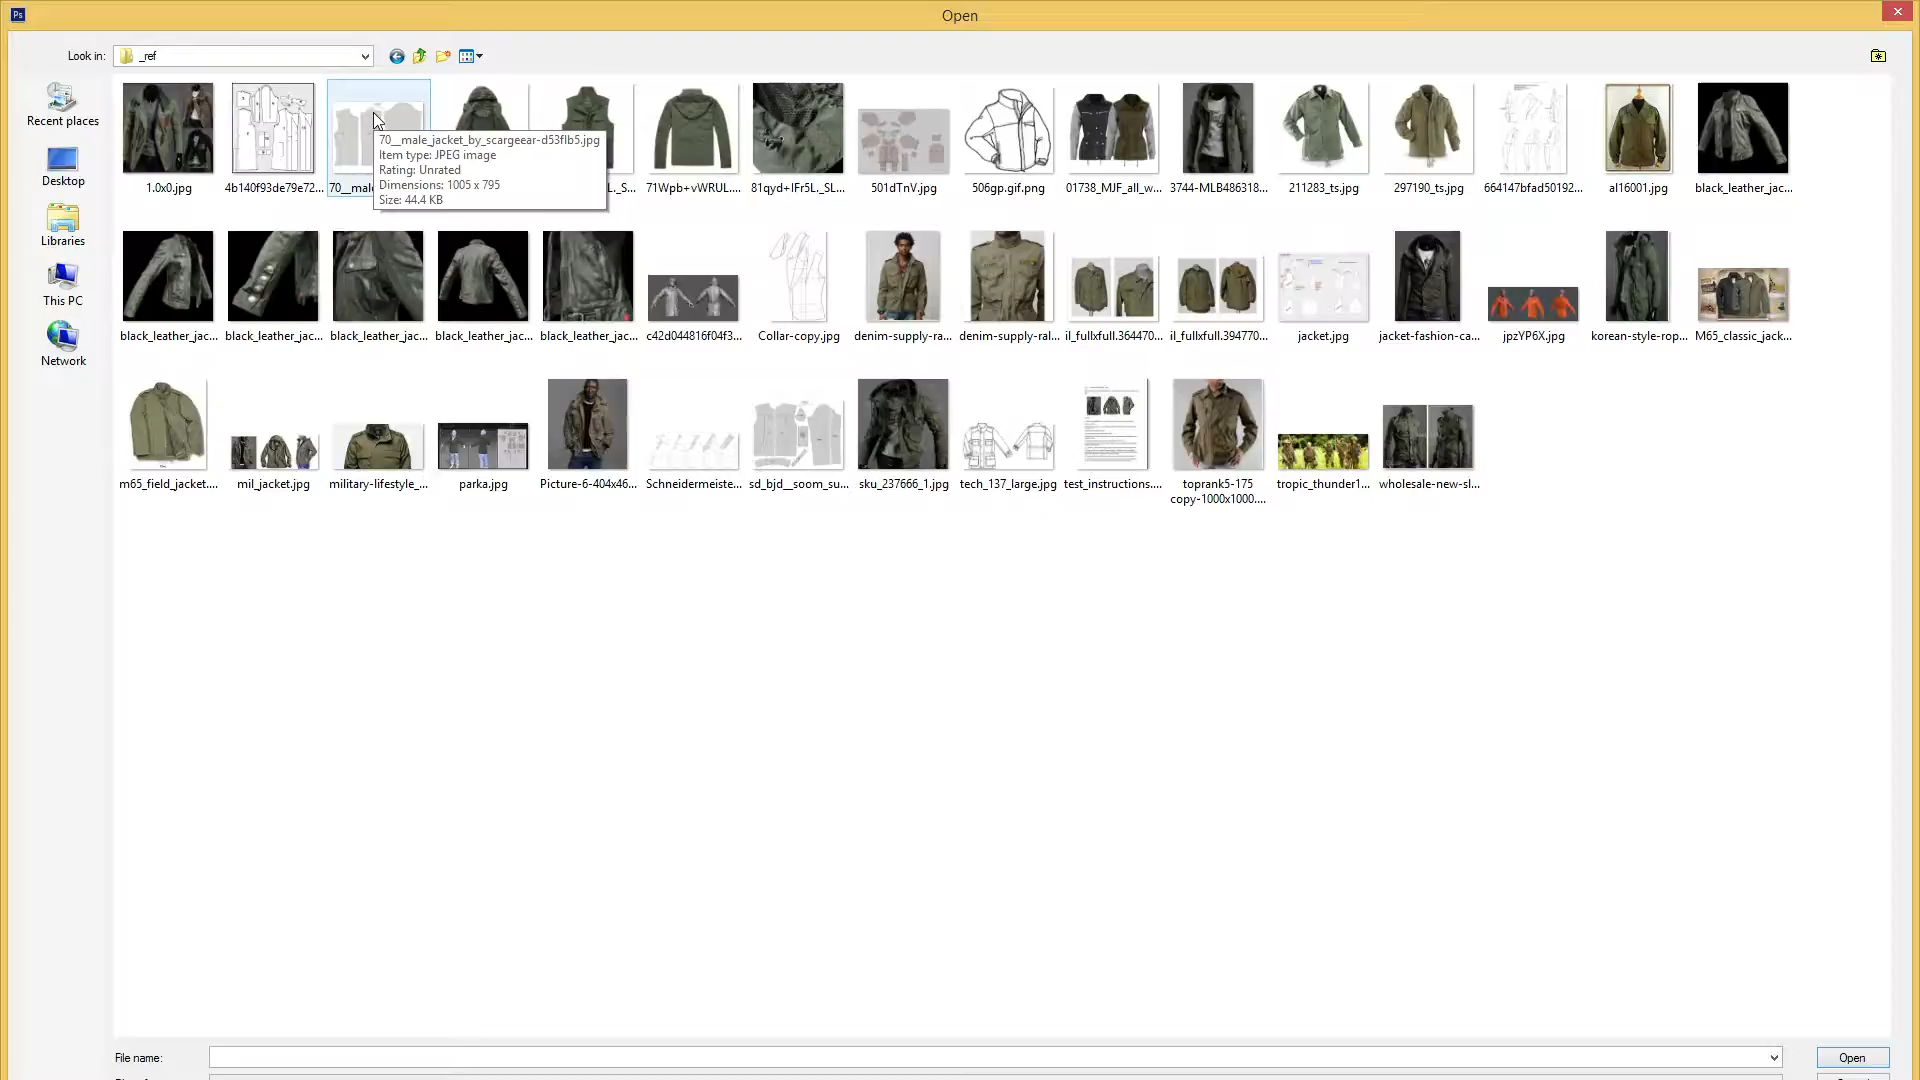 Ps
Open
Look in:
_ref
Recent places
Desktop
Libraries
This PC
Network
1.0x0.jpg
4b140f93de79e72...
70__male
L._S...
71Wpb+vWRUL....
81qyd+IFr5L._SL...
501dTnV.jpg
506gp.gif.png
01738_MJF_all_w...
3744-MLB486318...
211283_ts.jpg
297190_ts.jpg
664147bfad50192...
al16001.jpg
black_leather_jac...
70__male_jacket_by_scargeear-d53flb5.jpg
Item type: JPEG image
Rating: Unrated
Dimensions: 1005 x 795
Size: 44.4 KB
black_leather_jac...
black_leather_jac...
black_leather_jac...
black_leather_jac...
black_leather_jac...
c42d044816f04f3...
Collar-copy.jpg
denim-supply-ra...
denim-supply-ral...
il_fullxfull.364470...
il_fullxfull.394770...
jacket.jpg
jacket-fashion-ca...
jpzYP6X.jpg
korean-style-rop...
M65_classic_jack...
m65_field_jacket....
mil_jacket.jpg
military-lifestyle_...
parka.jpg
Picture-6-404x46...
Schneidermeiste...
sd_bjd__soom_su...
sku_237666_1.jpg
tech_137_large.jpg
test_instructions....
toprank5-175
copy-1000x1000....
tropic_thunder1...
wholesale-new-sl...
File name:
Open